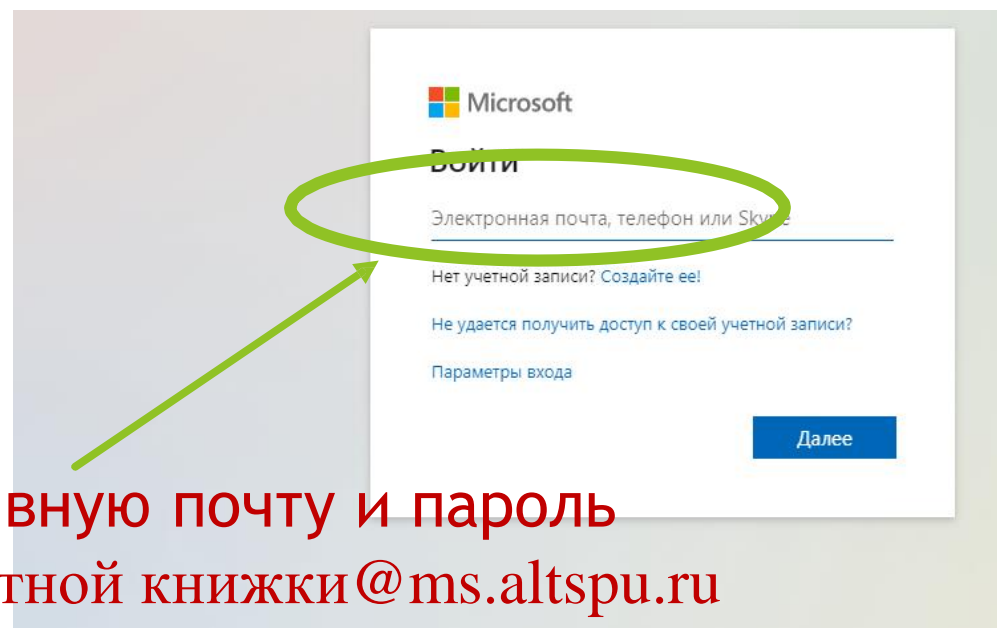 Microsoft
Войти
Электронная почта, телефон или Skype
Нет учетной записи? Создайте ее!
Не удается получить доступ к своей учетной записи?
Параметры входа
Далее
вную почту и пароль
тной книжки@ms.altspu.ru